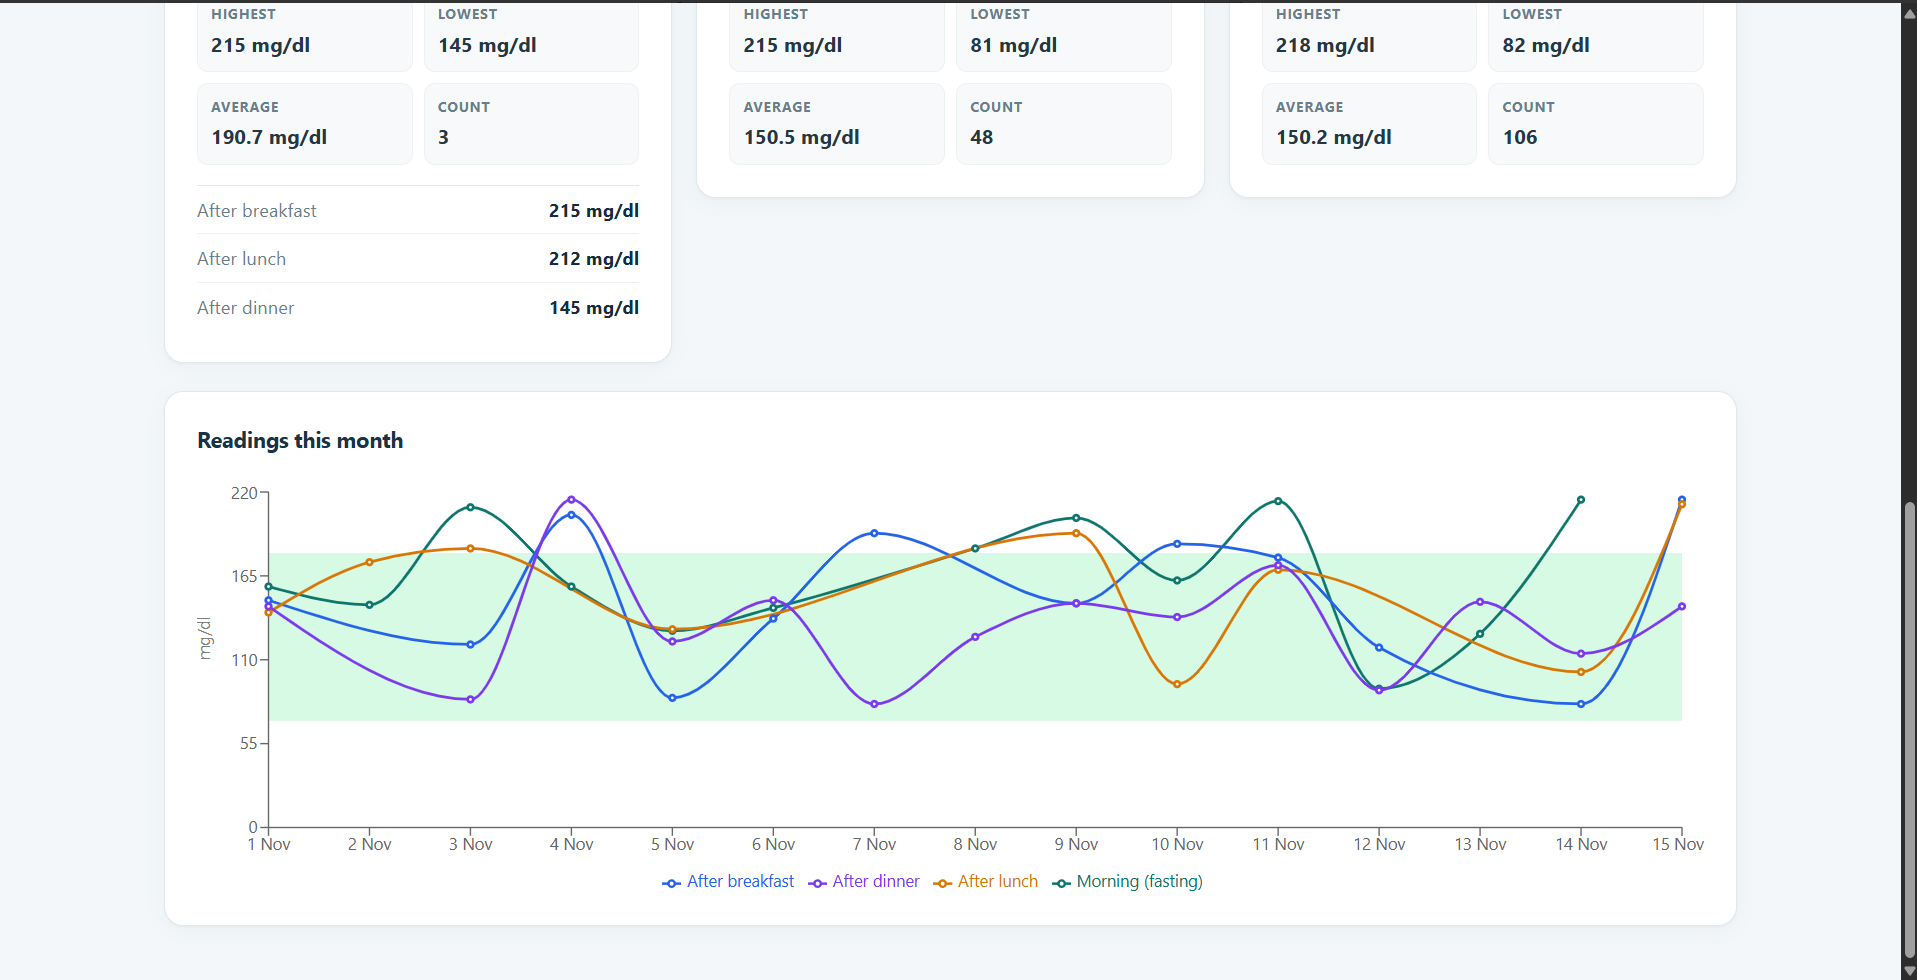 HIGHEST LOWEST
215 mg/dl 145 mg/dl
AVERAGE COUNT
190.7 mg/dl 3
After breakfast 215 mg/dl
After lunch 212 mg/dl
After dinner 145 mg/dl
HIGHEST LOWEST
215 mg/dl 81 mg/dl
AVERAGE COUNT
150.5 mg/dl 48
HIGHEST LOWEST
218 mg/dl 82 mg/dl
AVERAGE COUNT
150.2 mg/dl 106
Readings this month
220
165
110
55
0
mg/dl
1 Nov 2 Nov 3 Nov 4 Nov 5 Nov 6 Nov 7 Nov 8 Nov 9 Nov 10 Nov 11 Nov 12 Nov 13 Nov 14 Nov 15 Nov
After breakfast After dinner After lunch Morning (fasting)